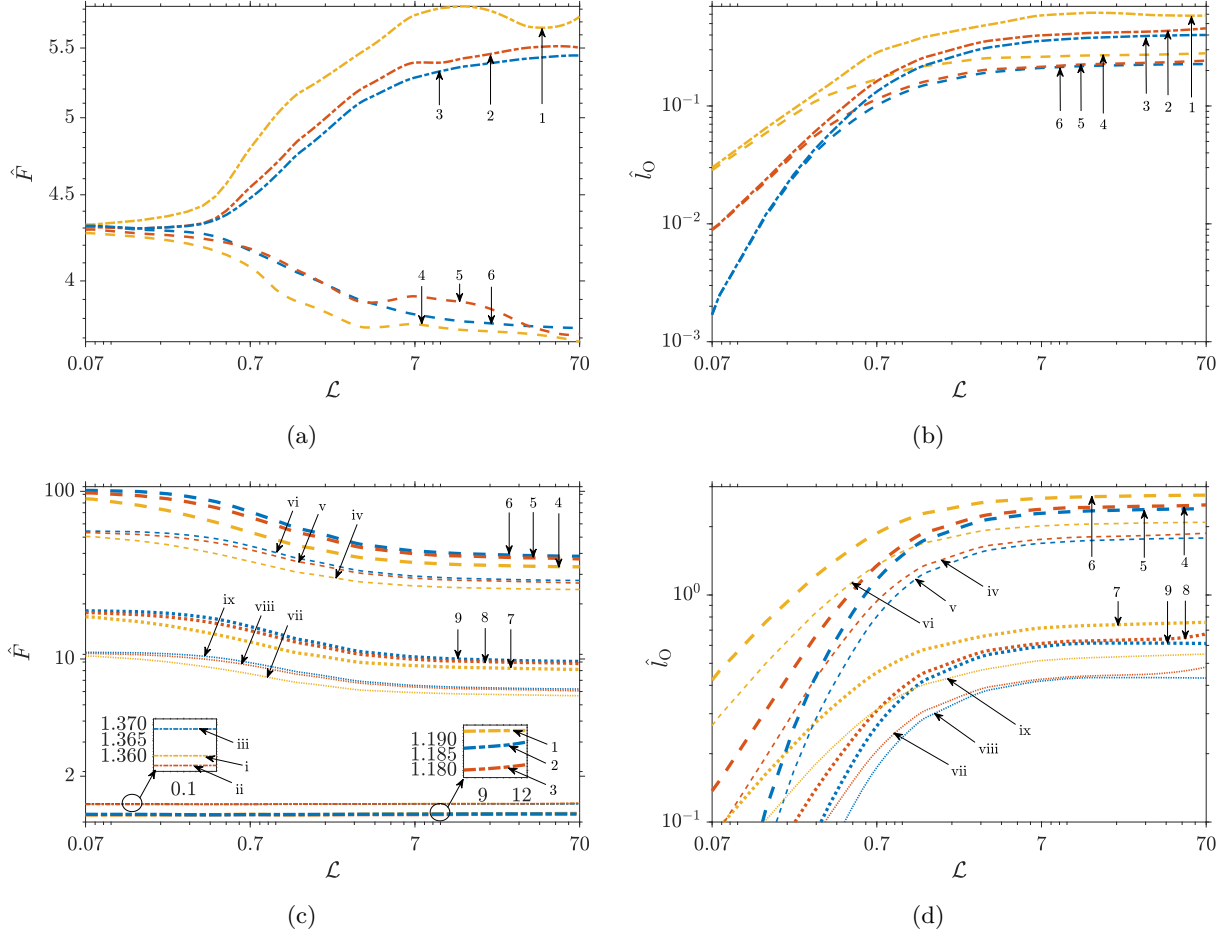 F̂
5.5
5
4.5
4
0.07
0.7
7
70
ℒ
1
2
3
4
5
6
(a)
l̂O
10⁻¹
10⁻²
10⁻³
0.07
0.7
7
70
ℒ
6
5
4
3
2
1
(b)
F̂
100
10
2
0.07
0.7
7
70
ℒ
vi
v
iv
6
5
4
ix
viii
vii
9
8
7
1.370
1.365
1.360
0.1
iii
i
ii
1.190
1.185
1.180
9
12
1
2
3
(c)
l̂O
10⁰
10⁻¹
0.07
0.7
7
70
ℒ
6
5
4
iv
v
vi
7
9
8
ix
viii
vii
(d)